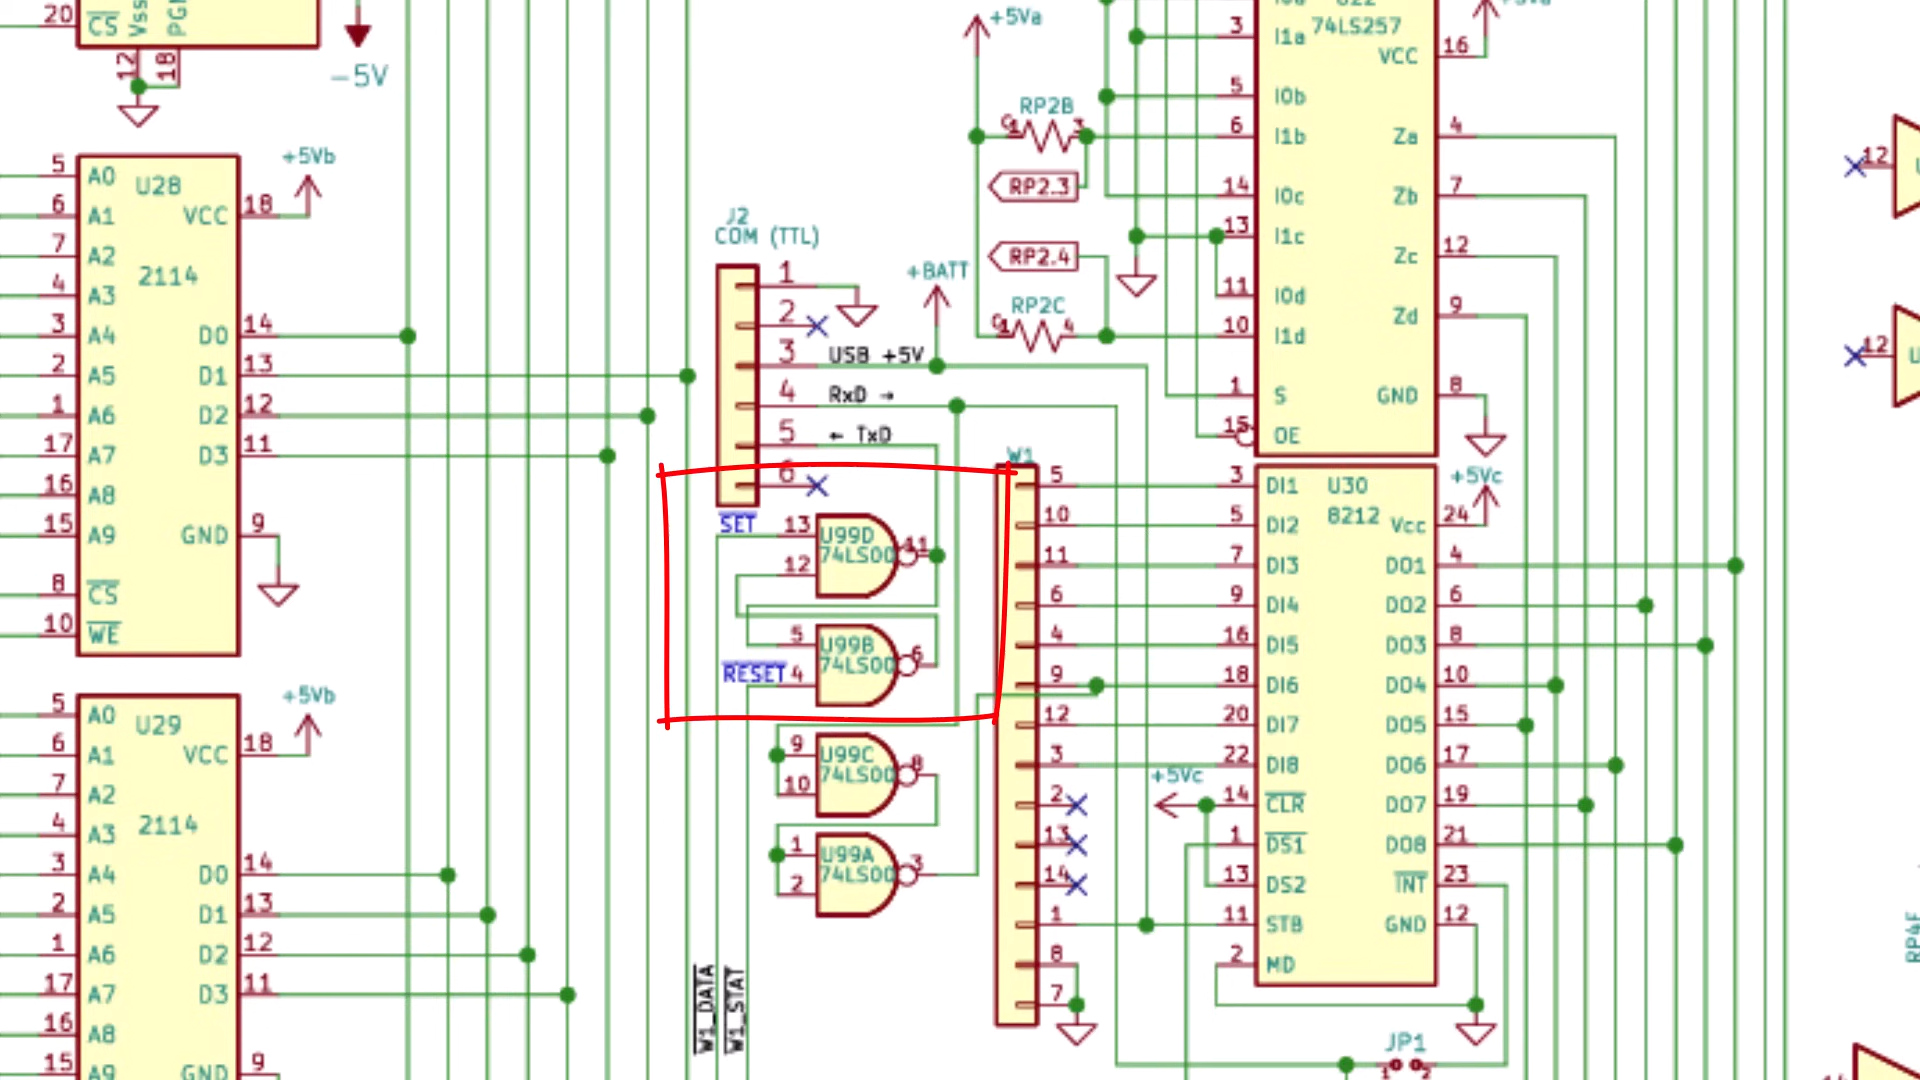 20 CS Vss PGM
12 18
-5V
+5Vb
U28
2114
5 A0
6 A1
7 A2
4 A3
3 A4
2 A5
1 A6
17 A7
16 A8
15 A9
8 CS
10 WE
VCC 18
D0 14
D1 13
D2 12
D3 11
GND 9
+5Vb
U29
2114
5 A0
6 A1
7 A2
4 A3
3 A4
2 A5
1 A6
17 A7
16 A8
15 A9
VCC 18
D0 14
D1 13
D2 12
D3 11
GND 9
J2
COM (TTL)
1
2
3 USB +5V
4 RxD →
5 ← TxD
6
+BATT
+5Va
RP2B
3
RP2.3
RP2.4
RP2C
4
SET 13
12
U99D
74LS00
11
5
RESET 4
U99B
74LS00
6
9
10
U99C
74LS00
8
1
2
U99A
74LS00
3
W1_DATA
W1_STAT
W1
5
10
11
6
4
9
12
3
2
13
14
1
8
7
74LS257
3 I1a
5 I0b
6 I1b
14 I0c
13 I1c
11 I0d
10 I1d
1 S
15 OE
VCC 16
Za 4
Zb 7
Zc 12
Zd 9
GND 8
U30
8212
+5Vc
3 DI1
5 DI2
7 DI3
9 DI4
16 DI5
18 DI6
20 DI7
22 DI8
+5Vc
14 CLR
1 DS1
13 DS2
11 STB
2 MD
Vcc 24
DO1 4
DO2 6
DO3 8
DO4 10
DO5 15
DO6 17
DO7 19
DO8 21
INT 23
GND 12
JP1
1 2
12
12
RP4F